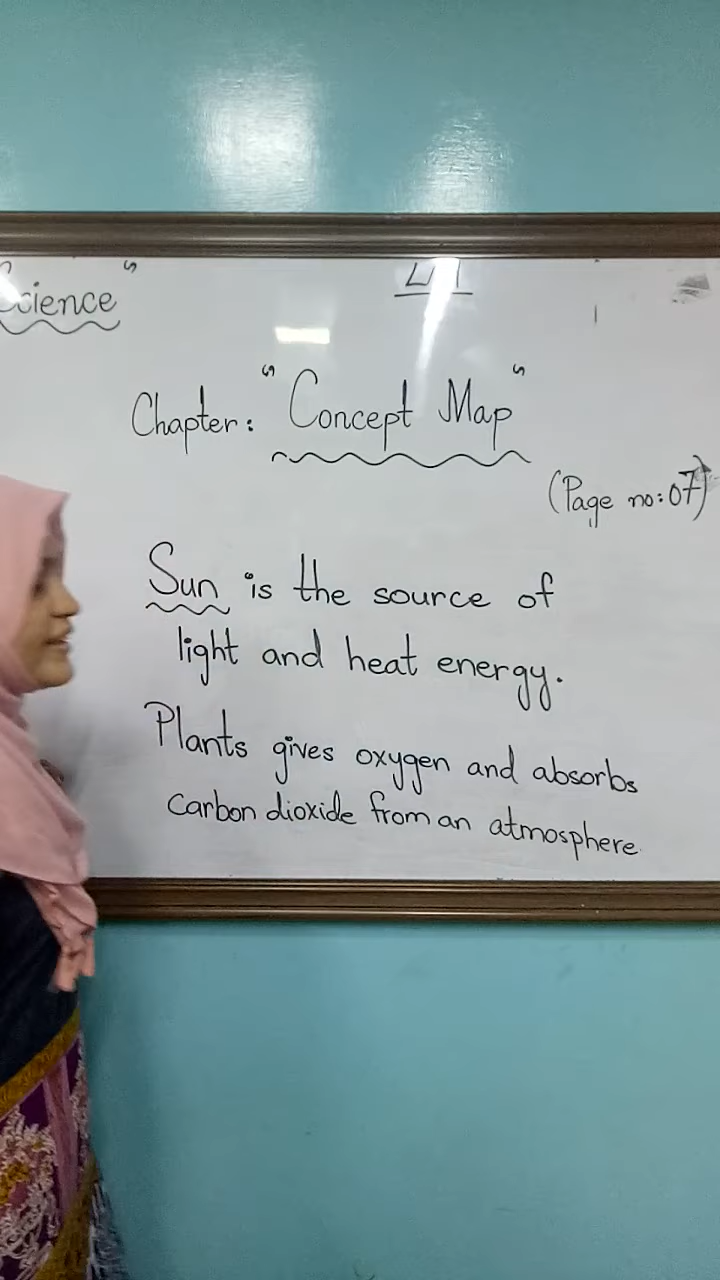 Science"
Chapter: "Concept Map"
(Page no: 07)
Sun is the source of
light and heat energy.
Plants gives oxygen and absorbs
carbon dioxide from an atmosphere.